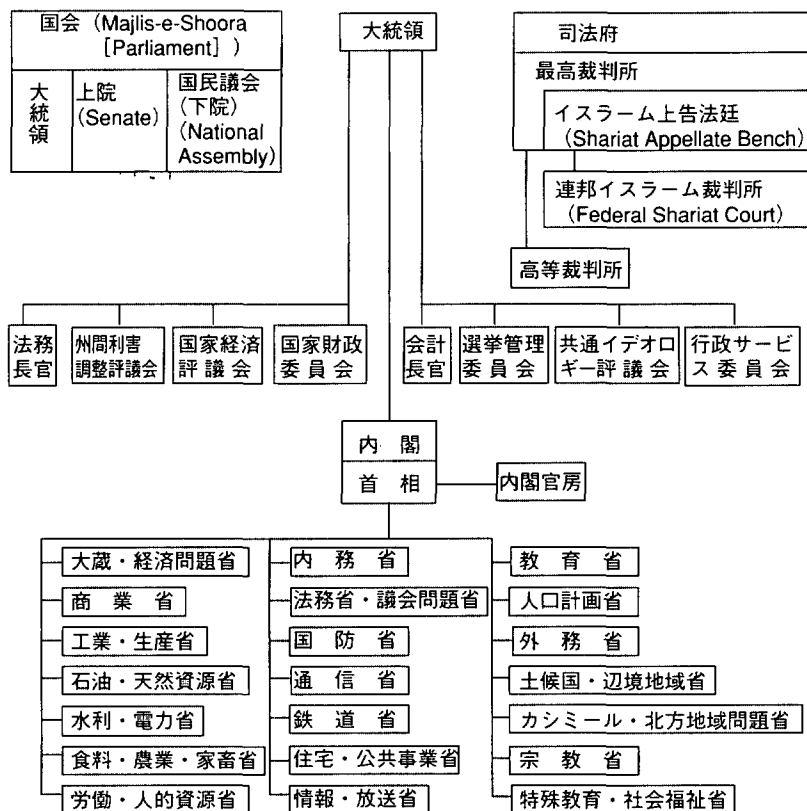 国会（Majlis-e-Shoora
［Parliament］）
大統領
上院
（Senate）
国民議会
（下院）
（National
Assembly）
大統領
司法府
最高裁判所
イスラーム上告法廷
（Shariat Appellate Bench）
連邦イスラーム裁判所
（Federal Shariat Court）
高等裁判所
法務
長官
州間利害
調整評議会
国家経済
評議会
国家財政
委員会
会計
長官
選挙管理
委員会
共通イデオロ
ギー評議会
行政サービ
ス委員会
内閣
首相
内閣官房
大蔵・経済問題省
商業省
工業・生産省
石油・天然資源省
水利・電力省
食料・農業・家畜省
労働・人的資源省
内務省
法務省・議会問題省
国防省
通信省
鉄道省
住宅・公共事業省
情報・放送省
教育省
人口計画省
外務省
土候国・辺境地域省
カシミール・北方地域問題省
宗教省
特殊教育・社会福祉省